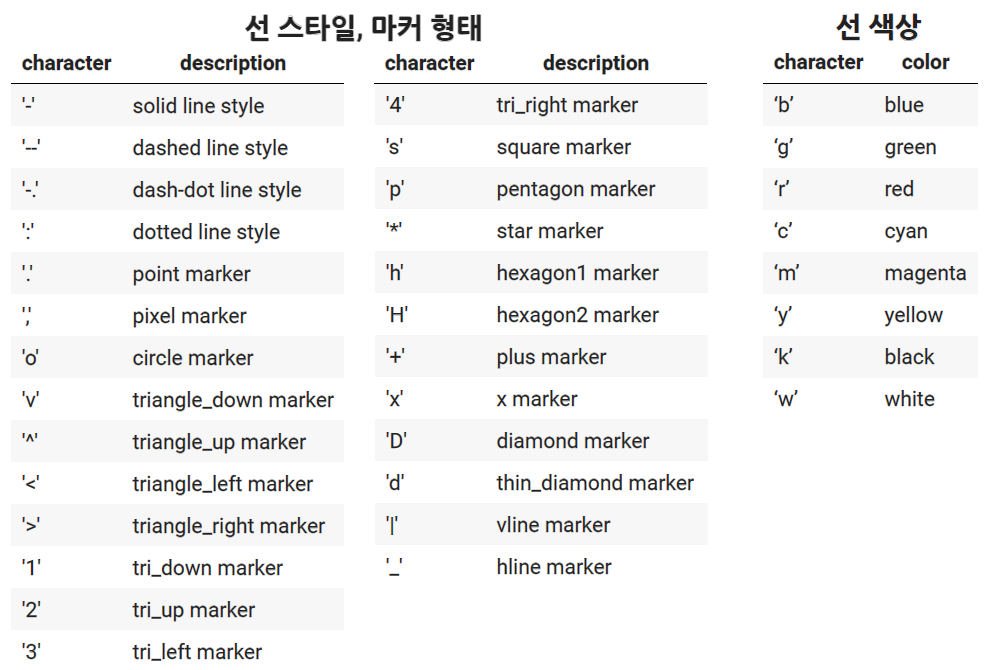 선 스타일, 마커 형태
character description
'-' solid line style
'--' dashed line style
'-.' dash-dot line style
':' dotted line style
'.' point marker
',' pixel marker
'o' circle marker
'v' triangle_down marker
'^' triangle_up marker
'<' triangle_left marker
'>' triangle_right marker
'1' tri_down marker
'2' tri_up marker
'3' tri_left marker
character description
'4' tri_right marker
's' square marker
'p' pentagon marker
'*' star marker
'h' hexagon1 marker
'H' hexagon2 marker
'+' plus marker
'x' x marker
'D' diamond marker
'd' thin_diamond marker
'|' vline marker
'_' hline marker
선 색상
character color
‘b’ blue
‘g’ green
‘r’ red
‘c’ cyan
‘m’ magenta
‘y’ yellow
‘k’ black
‘w’ white